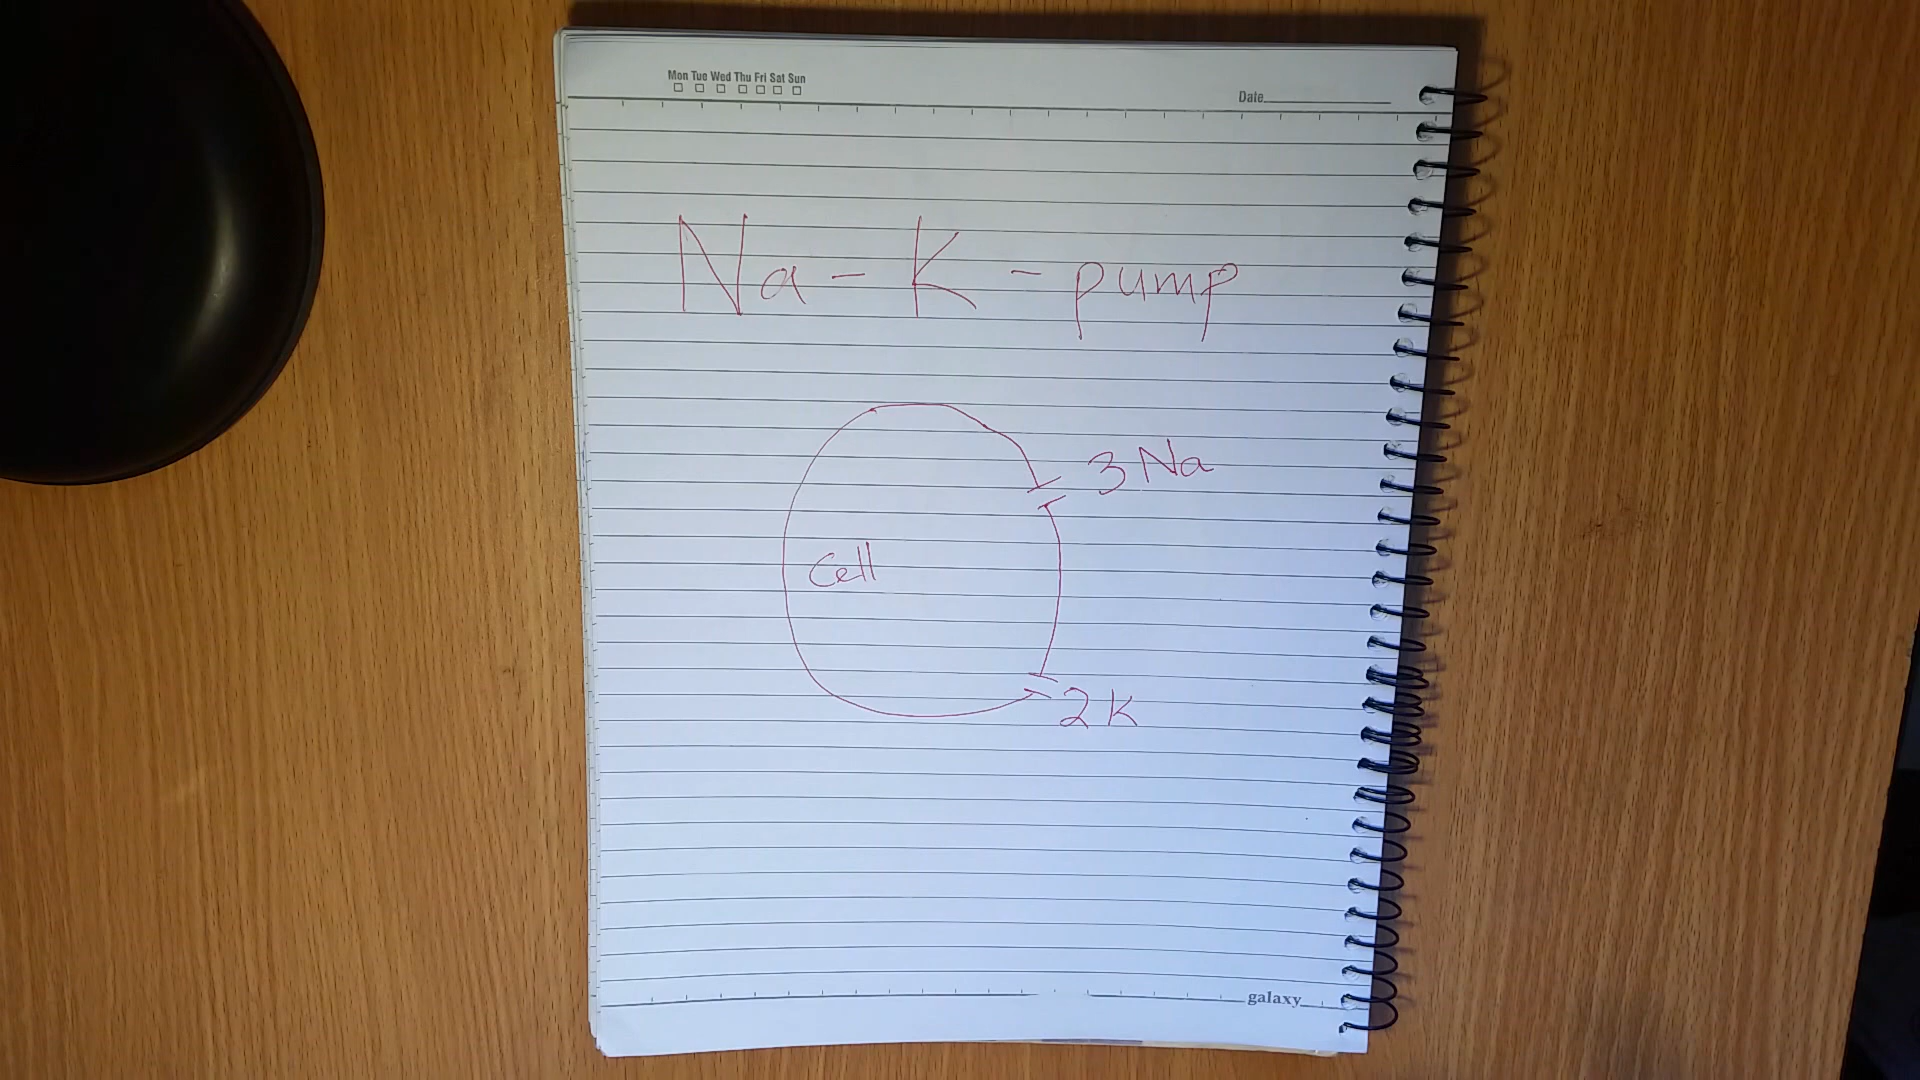 Mon Tue Wed Thu Fri Sat Sun
Date
Na - K - pump
3 Na
Cell
2 K
galaxy